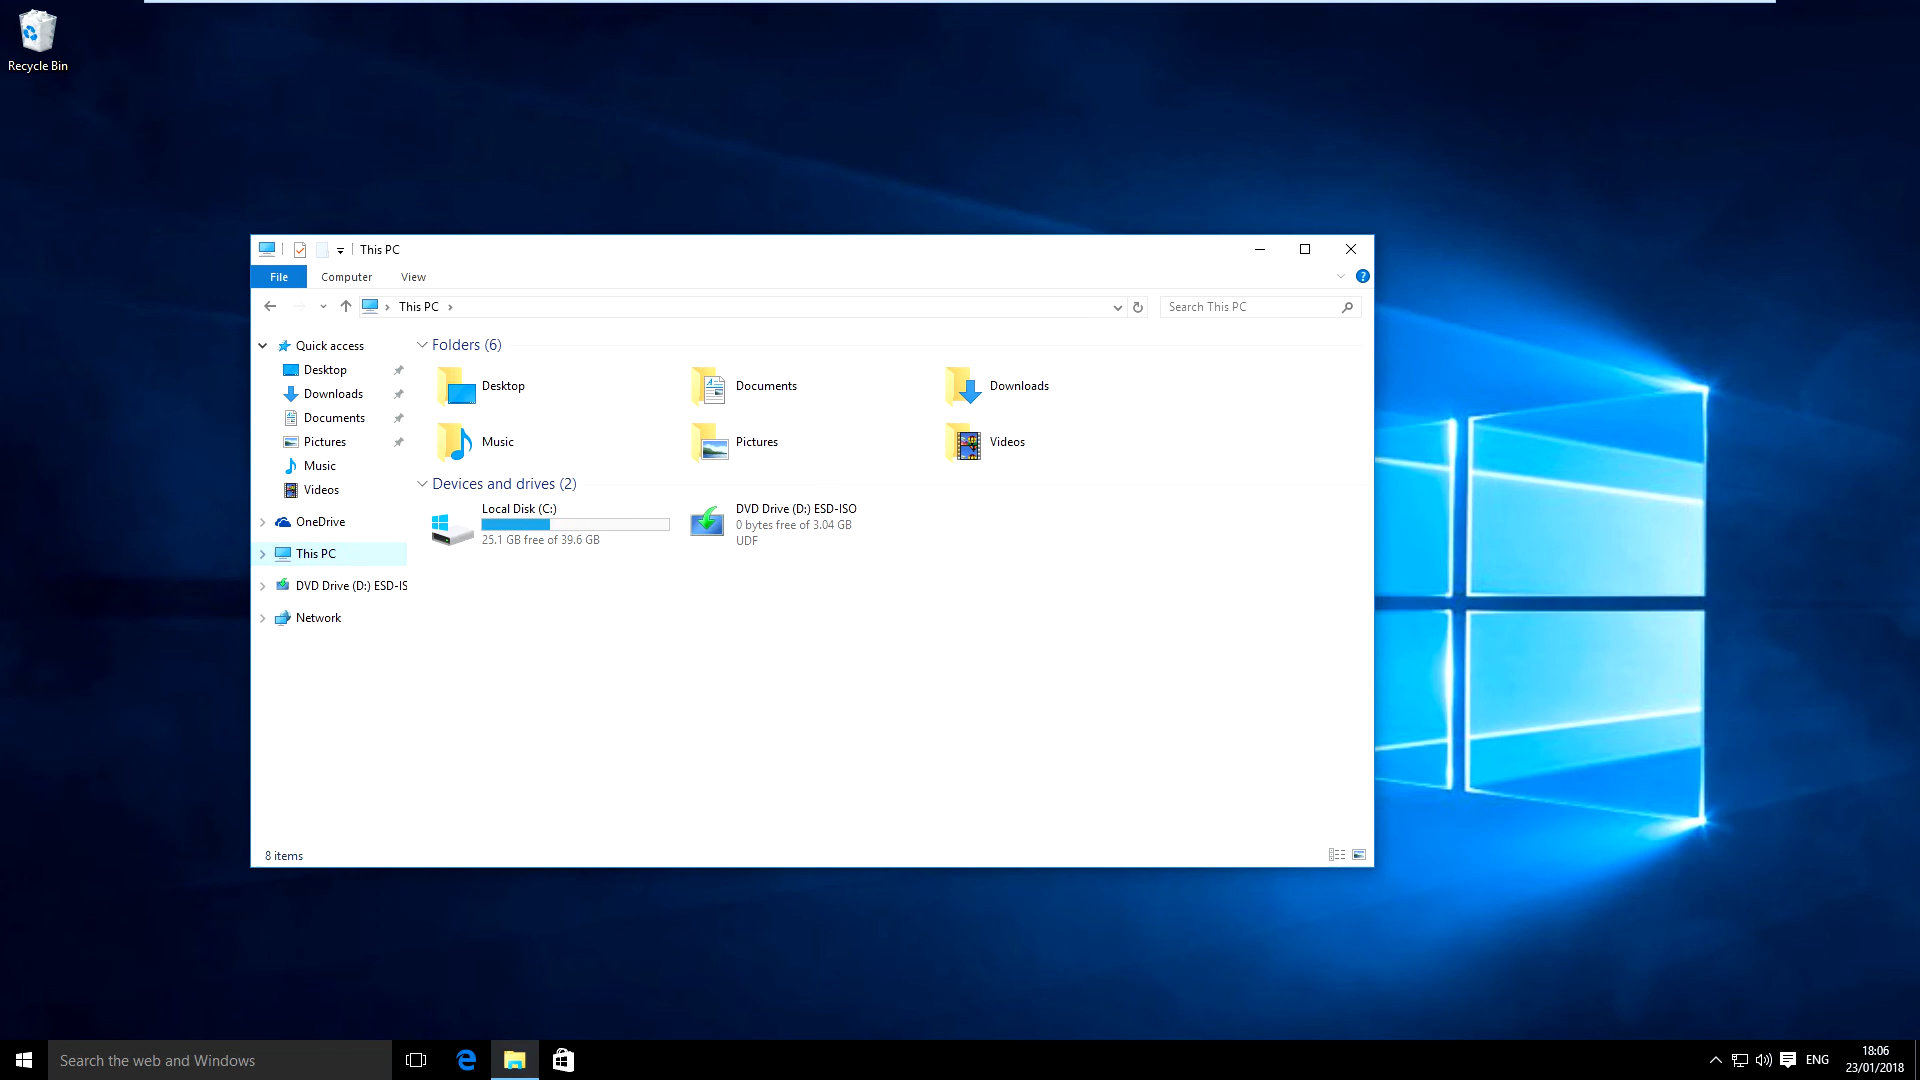 Recycle Bin
This PC
File
Computer
View
This PC
Search This PC
Quick access
Desktop
Downloads
Documents
Pictures
Music
Videos
OneDrive
This PC
DVD Drive (D:) ESD-IS
Network
Folders (6)
Desktop
Documents
Downloads
Music
Pictures
Videos
Devices and drives (2)
Local Disk (C:)
25.1 GB free of 39.6 GB
DVD Drive (D:) ESD-ISO
0 bytes free of 3.04 GB
UDF
8 items
Search the web and Windows
ENG
18:06
23/01/2018